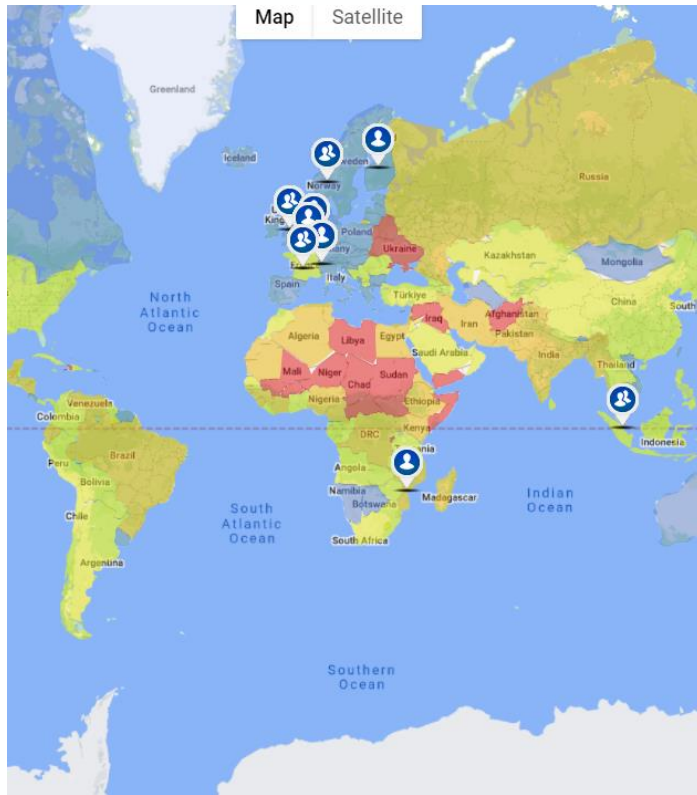 Map
Satellite
Greenland
Iceland
Sweden
Norway
Russia
Poland
Ukraine
Kazakhstan
Mongolia
Spain
Italy
Türkiye
China
South
North
Atlantic
Ocean
Algeria
Libya
Egypt
Iraq
Iran
Afghanistan
Pakistan
Saudi Arabia
India
Thailand
Mali
Niger
Chad
Sudan
Nigeria
Ethiopia
Venezuela
Colombia
Kenya
DRC
Indonesia
Peru
Brazil
Angola
Bolivia
Namibia
Botswana
Madagascar
Indian
Ocean
South
Atlantic
Ocean
Chile
South Africa
Argentina
Southern
Ocean